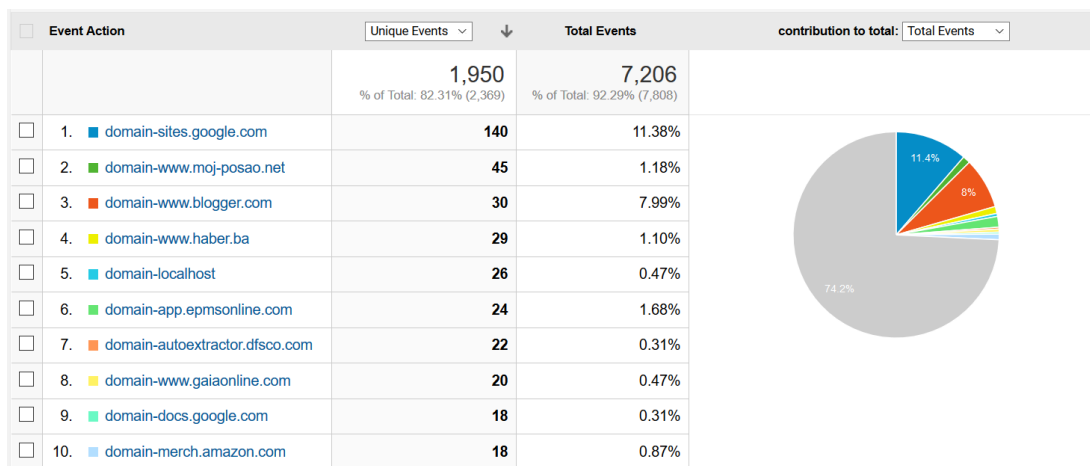 Event Action Unique Events Total Events contribution to total: Total Events
1,950 7,206
% of Total: 82.31% (2,369) % of Total: 92.29% (7,808)
1. domain-sites.google.com 140 11.38%
2. domain-www.moj-posao.net 45 1.18%
3. domain-www.blogger.com 30 7.99%
4. domain-www.haber.ba 29 1.10%
5. domain-localhost 26 0.47%
6. domain-app.epmsonline.com 24 1.68%
7. domain-autoextractor.dfsco.com 22 0.31%
8. domain-www.gaiaonline.com 20 0.47%
9. domain-docs.google.com 18 0.31%
10. domain-merch.amazon.com 18 0.87%
11.4%
8%
74.2%